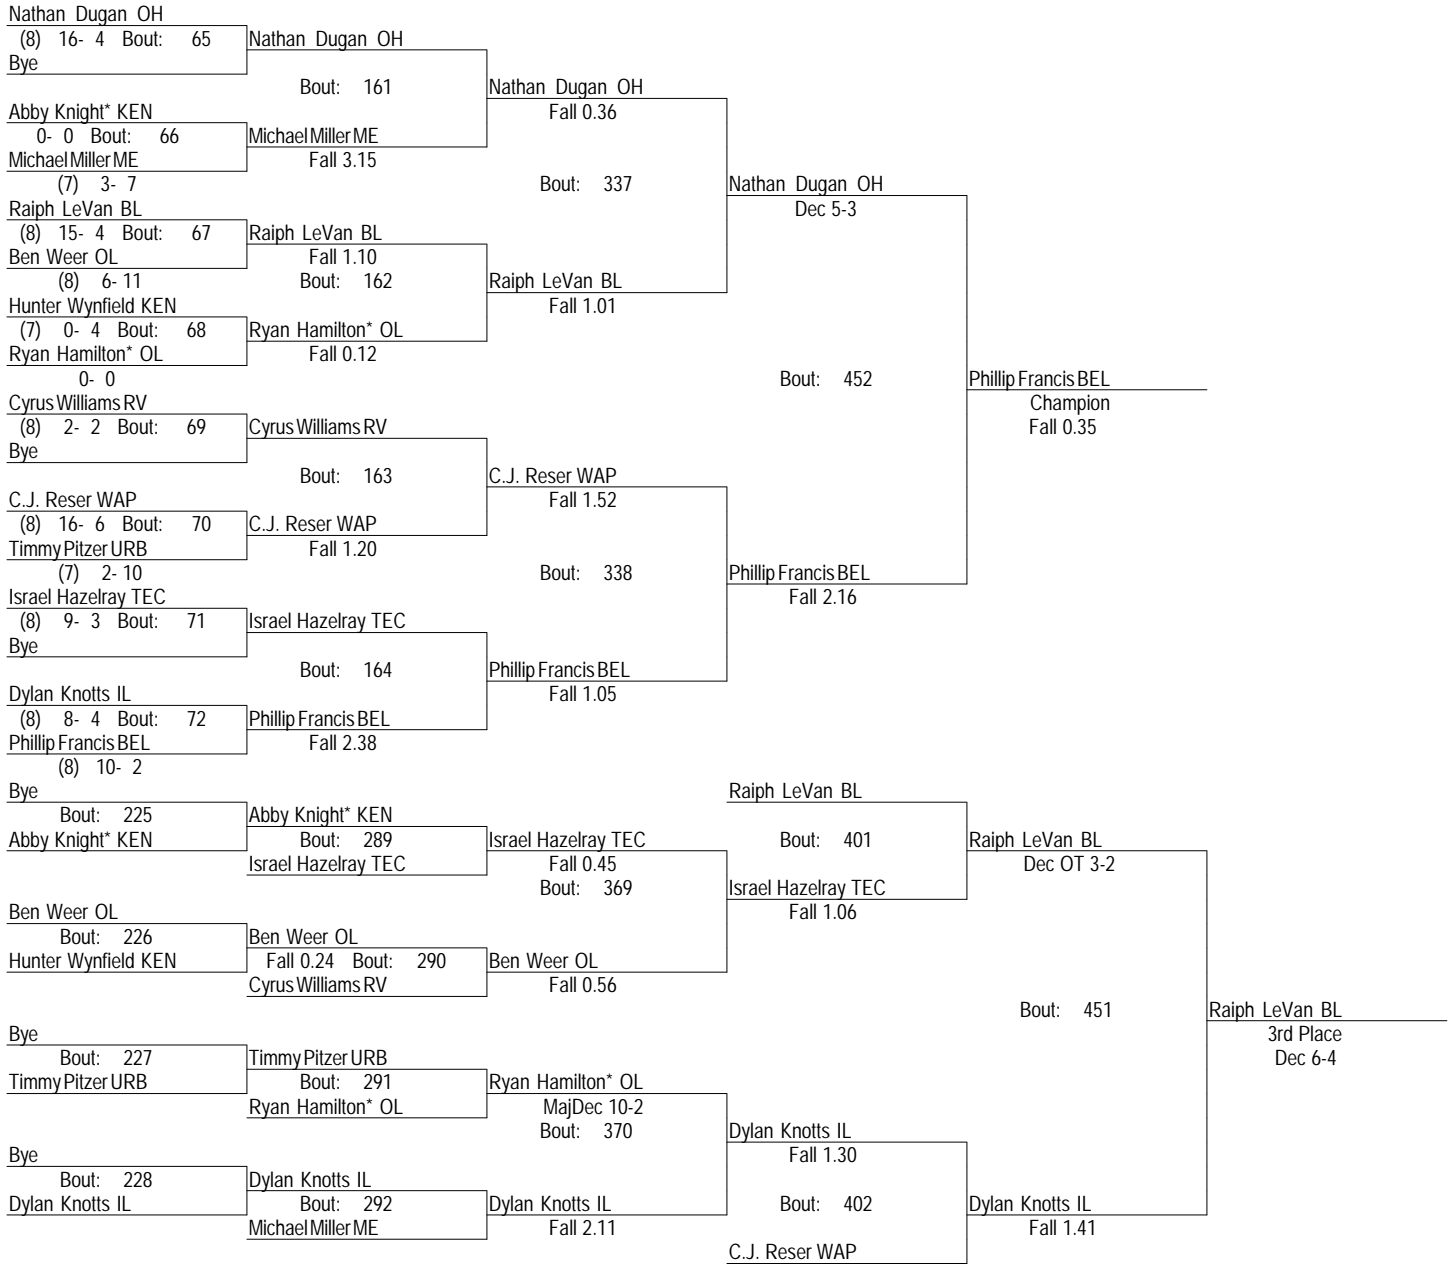 Nathan Dugan OH
(8) 16- 4 Bout: 65
Nathan Dugan OH
Bye
Bout: 161
Nathan Dugan OH
Fall 0.36
Abby Knight* KEN
0- 0 Bout: 66
Michael Miller ME
Michael Miller ME
Fall 3.15
(7) 3- 7
Bout: 337
Nathan Dugan OH
Dec 5-3
Raiph LeVan BL
(8) 15- 4 Bout: 67
Raiph LeVan BL
Ben Weer OL
Fall 1.10
(8) 6- 11
Bout: 162
Raiph LeVan BL
Fall 1.01
Hunter Wynfield KEN
(7) 0- 4 Bout: 68
Ryan Hamilton* OL
Ryan Hamilton* OL
Fall 0.12
0- 0
Bout: 452
Phillip Francis BEL
Champion
Fall 0.35
Cyrus Williams RV
(8) 2- 2 Bout: 69
Cyrus Williams RV
Bye
Bout: 163
C.J. Reser WAP
Fall 1.52
C.J. Reser WAP
(8) 16- 6 Bout: 70
C.J. Reser WAP
Timmy Pitzer URB
Fall 1.20
(7) 2- 10
Bout: 338
Phillip Francis BEL
Fall 2.16
Israel Hazelray TEC
(8) 9- 3 Bout: 71
Israel Hazelray TEC
Bye
Bout: 164
Phillip Francis BEL
Fall 1.05
Dylan Knotts IL
(8) 8- 4 Bout: 72
Phillip Francis BEL
Phillip Francis BEL
Fall 2.38
(8) 10- 2
Bye
Bout: 225
Abby Knight* KEN
Abby Knight* KEN
Bout: 289
Israel Hazelray TEC
Israel Hazelray TEC
Fall 0.45
Bout: 369
Raiph LeVan BL
Bout: 401
Israel Hazelray TEC
Fall 1.06
Raiph LeVan BL
Dec OT 3-2
Ben Weer OL
Bout: 226
Hunter Wynfield KEN
Ben Weer OL
Fall 0.24 Bout: 290
Cyrus Williams RV
Ben Weer OL
Fall 0.56
Bout: 451
Raiph LeVan BL
3rd Place
Dec 6-4
Bye
Bout: 227
Timmy Pitzer URB
Timmy Pitzer URB
Bout: 291
Ryan Hamilton* OL
Ryan Hamilton* OL
MajDec 10-2
Bout: 370
Dylan Knotts IL
Fall 1.30
Bye
Bout: 228
Dylan Knotts IL
Dylan Knotts IL
Bout: 292
Michael Miller ME
Dylan Knotts IL
Fall 2.11
Bout: 402
C.J. Reser WAP
Dylan Knotts IL
Fall 1.41